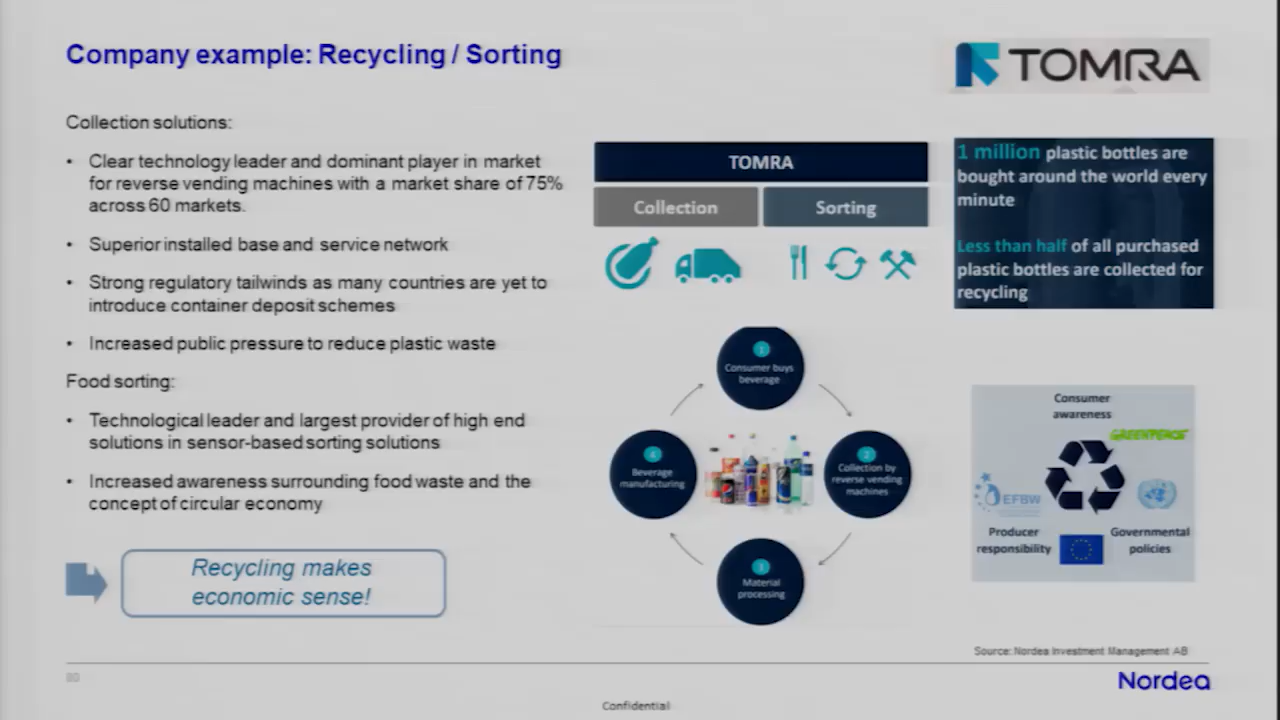 Company example: Recycling / Sorting
TOMRA
Collection solutions:
• Clear technology leader and dominant player in market
for reverse vending machines with a market share of 75%
across 60 markets.
• Superior installed base and service network
• Strong regulatory tailwinds as many countries are yet to
introduce container deposit schemes
• Increased public pressure to reduce plastic waste
Food sorting:
• Technological leader and largest provider of high end
solutions in sensor-based sorting solutions
• Increased awareness surrounding food waste and the
concept of circular economy
Recycling makes
economic sense!
TOMRA
Collection
Sorting
1
Consumer buys
beverage
2
Collection by
reverse vending
machines
3
Material
processing
4
Beverage
manufacturing
1 million plastic bottles are
bought around the world every
minute
Less than half of all purchased
plastic bottles are collected for
recycling
Consumer
awareness
GREENPEACE
EFBW
Producer
responsibility
Governmental
policies
Source: Nordea Investment Management AB
80
Nordea
Confidential